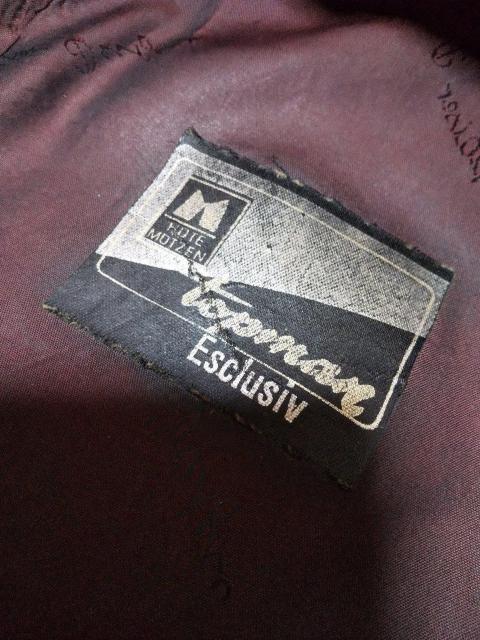 M
HÜTE
MÜTZEN
Topman
Esclusiv